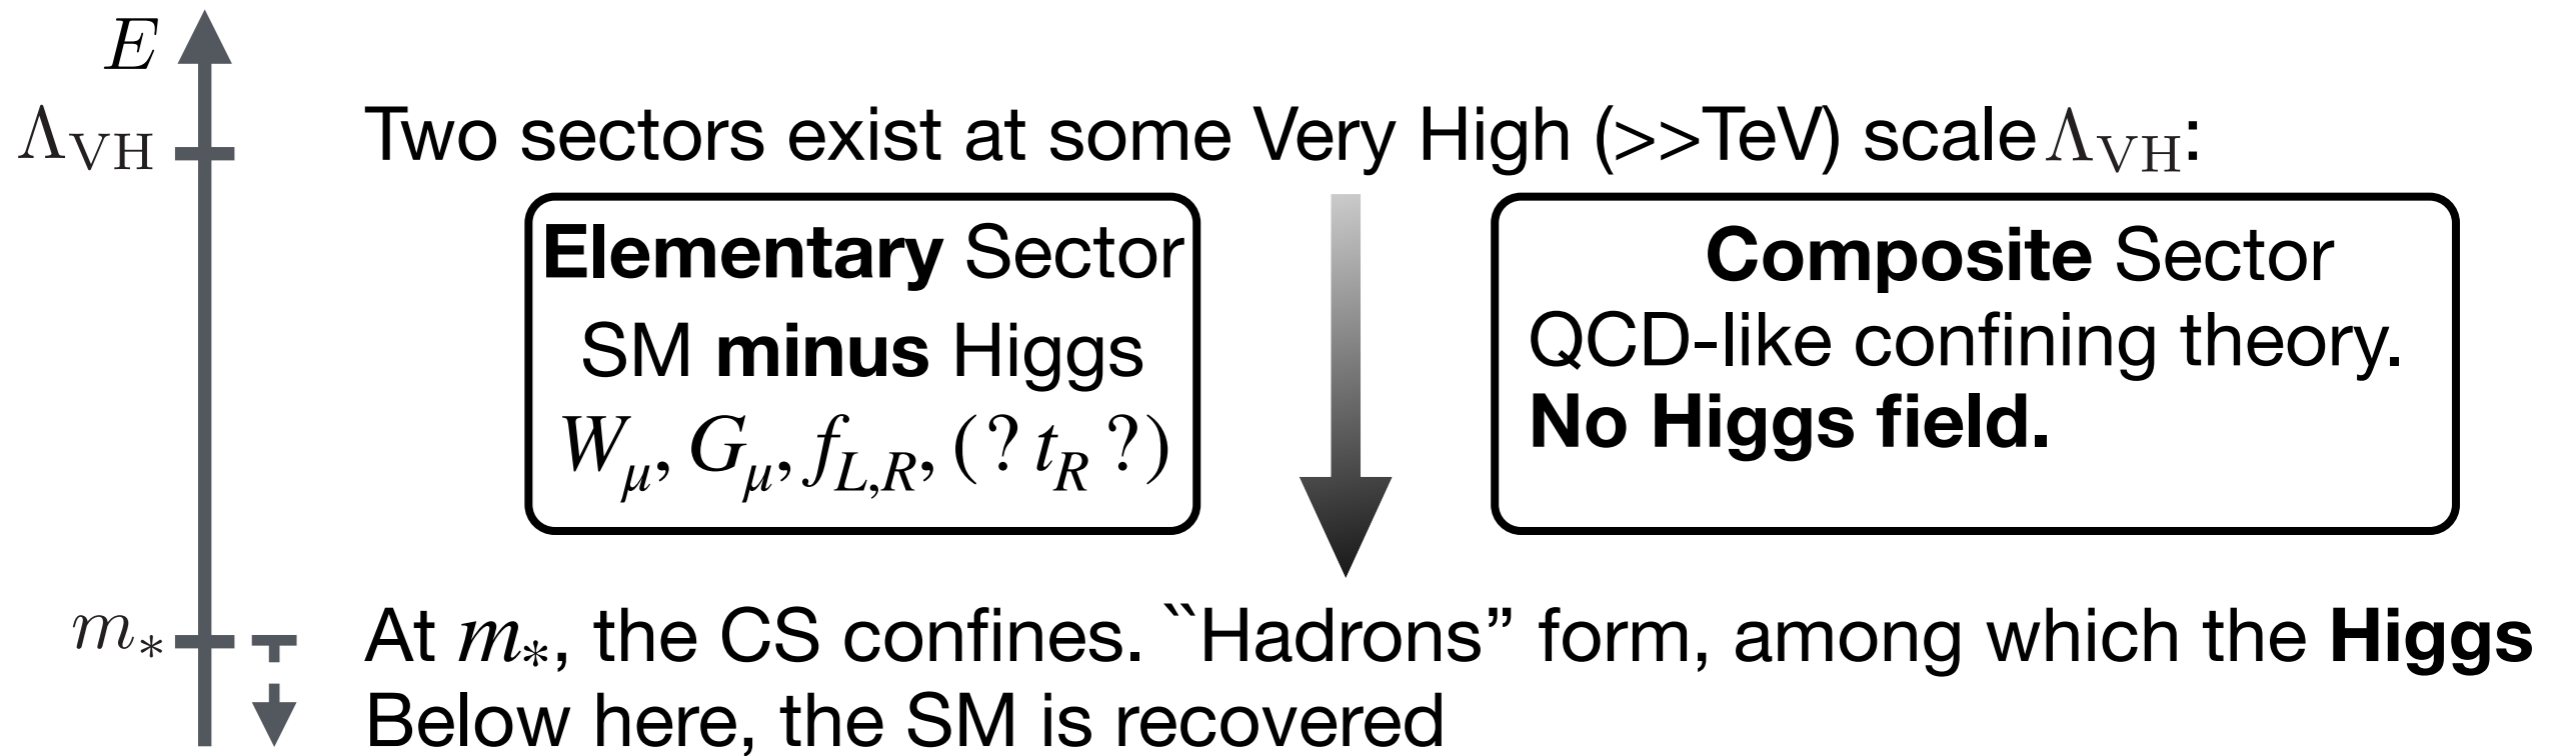 E
Λ_VH
Two sectors exist at some Very High (>>TeV) scale Λ_VH:
Elementary Sector
SM minus Higgs
W_μ, G_μ, f_L,R, (? t_R ?)
Composite Sector
QCD-like confining theory.
No Higgs field.
m_*
At m_*, the CS confines. ``Hadrons” form, among which the Higgs
Below here, the SM is recovered